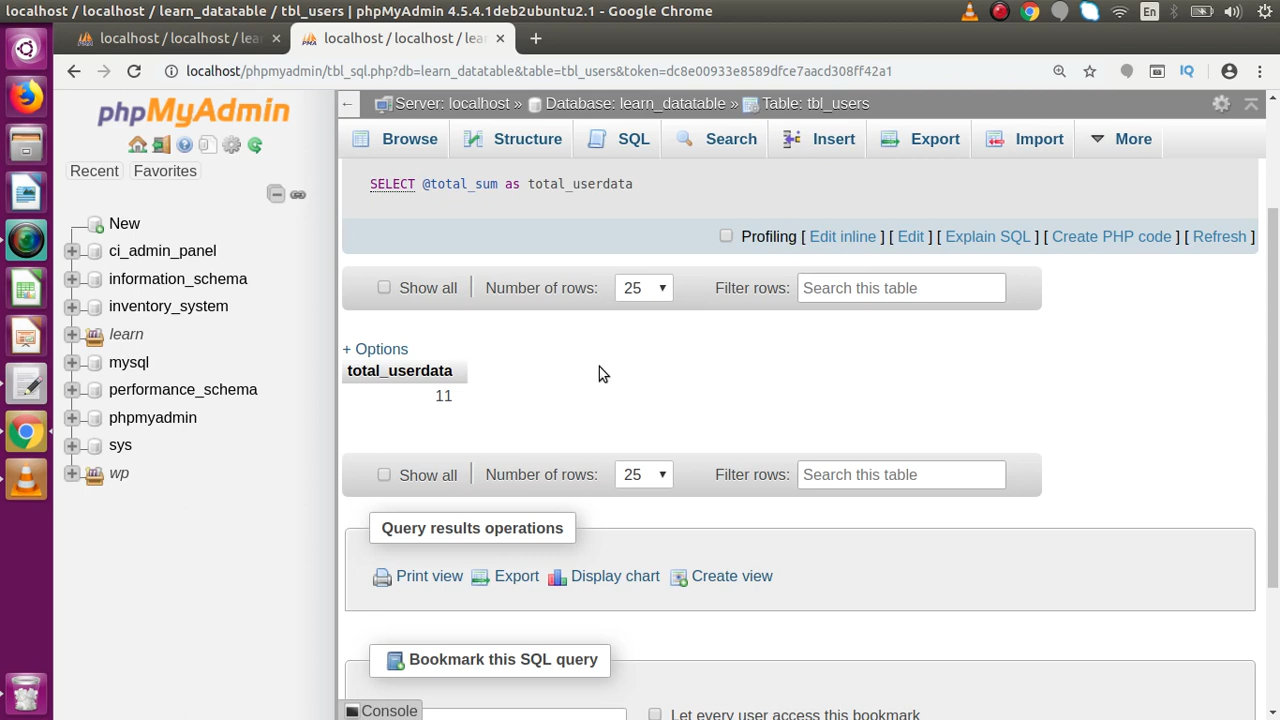 localhost / localhost / learn_datatable / tbl_users | phpMyAdmin 4.5.4.1deb2ubuntu2.1 - Google Chrome
En
localhost / localhost / lear ×
localhost / localhost / lear ×
localhost/phpmyadmin/tbl_sql.php?db=learn_datatable&table=tbl_users&token=dc8e00933e8589dfce7aacd308ff42a1
IQ
phpMyAdmin
Recent Favorites
New
ci_admin_panel
information_schema
inventory_system
learn
mysql
performance_schema
phpmyadmin
sys
wp
Server: localhost » Database: learn_datatable » Table: tbl_users
Browse Structure SQL Search Insert Export Import More
SELECT @total_sum as total_userdata
Profiling [ Edit inline ] [ Edit ] [ Explain SQL ] [ Create PHP code ] [ Refresh ]
Show all Number of rows: 25 Filter rows: Search this table
+ Options
total_userdata
11
Show all Number of rows: 25 Filter rows: Search this table
Query results operations
Print view Export Display chart Create view
Bookmark this SQL query
Console
Let every user access this bookmark